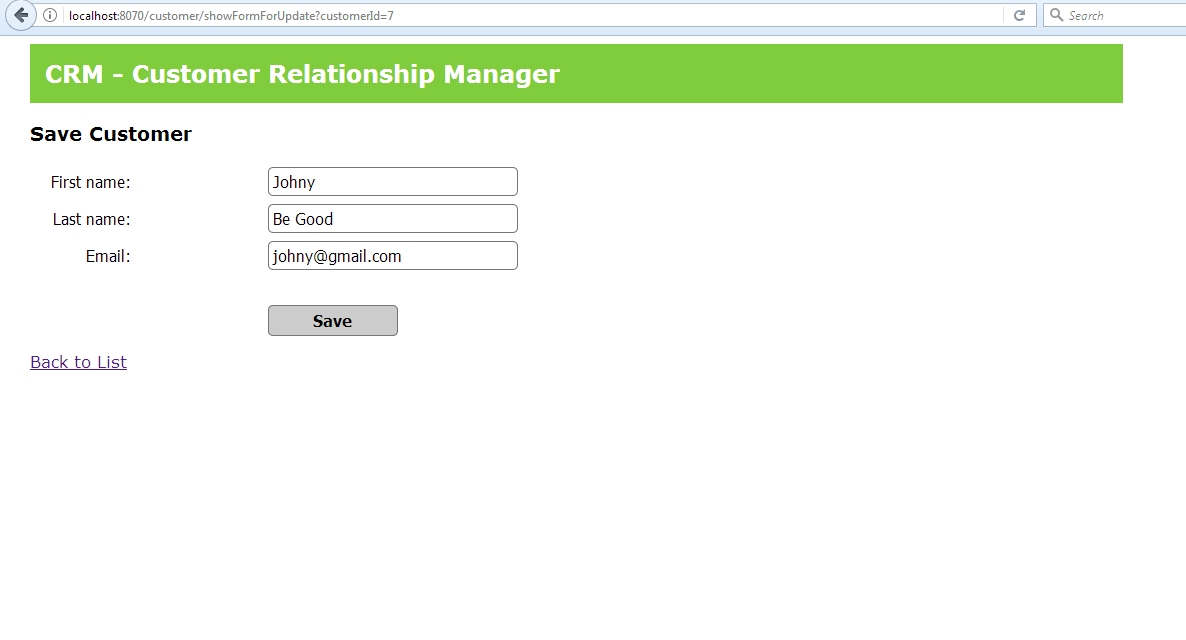 localhost:8070/customer/showFormForUpdate?customerId=7
Search
CRM - Customer Relationship Manager
Save Customer
First name: Johny
Last name: Be Good
Email: johny@gmail.com
Save
Back to List